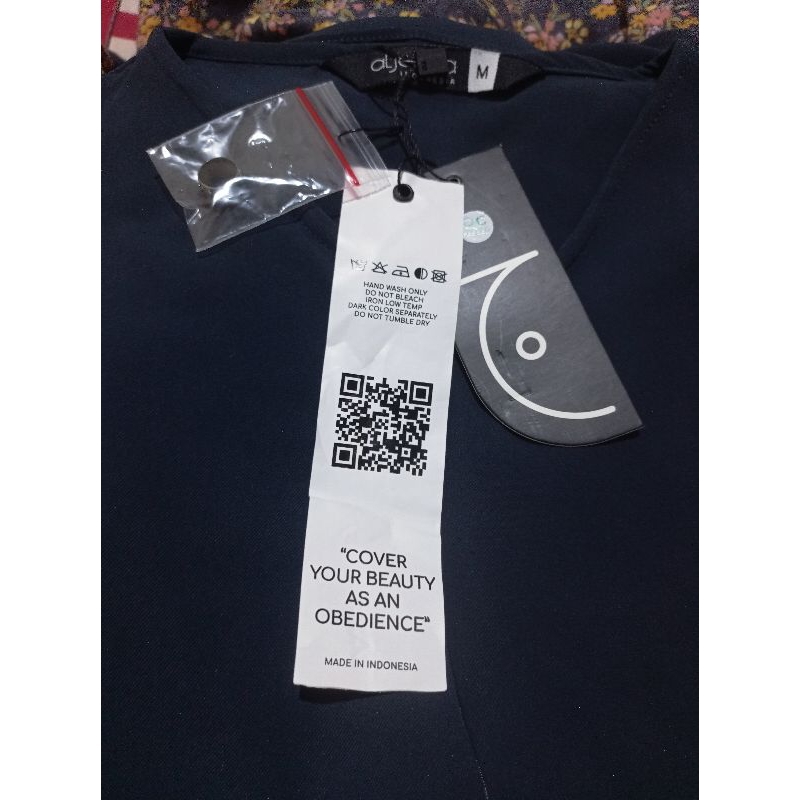 M
HAND WASH ONLY
DO NOT BLEACH
IRON LOW TEMP
DARK COLOR SEPARATELY
DO NOT TUMBLE DRY
“COVER
YOUR BEAUTY
AS AN
OBEDIENCE“
MADE IN INDONESIA